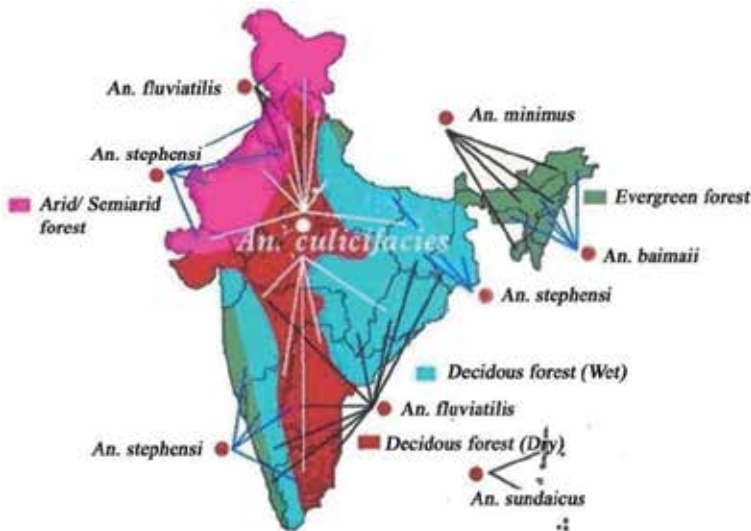 An. fluviatilis
An. minimus
An. stephensi
Arid/ Semiarid
forest
Evergreen forest
An. culicifacies
An. baimaii
An. stephensi
Decidous forest (Wet)
An. fluviatilis
An. stephensi
Decidous forest (Dry)
An. sundaicus